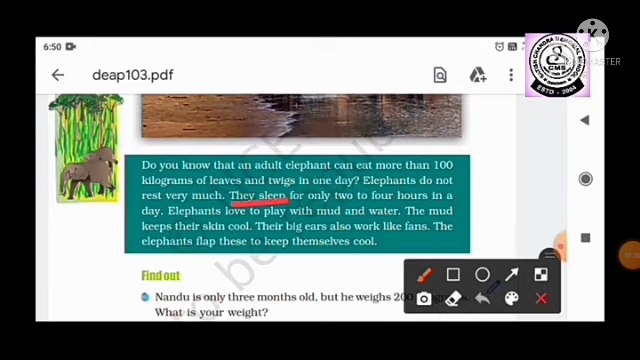 6:50
deap103.pdf
Do you know that an adult elephant can eat more than 100
kilograms of leaves and twigs in one day? Elephants do not
rest very much. They sleep for only two to four hours in a
day. Elephants love to play with mud and water. The mud
keeps their skin cool. Their big ears also work like fans. The
elephants flap these to keep themselves cool.
Find out
Nandu is only three months old, but he weighs 200
What is your weight?
CMS
ESTD - 2004